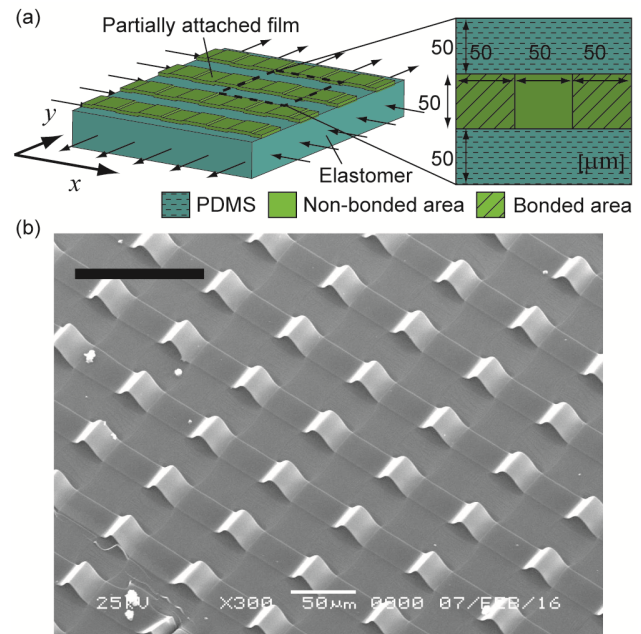 (a)
Partially attached film
y
x
Elastomer
50
50 50 50
50
50
[μm]
PDMS Non-bonded area Bonded area
(b)
25kV X300 50μm 0000 07/FEB/16